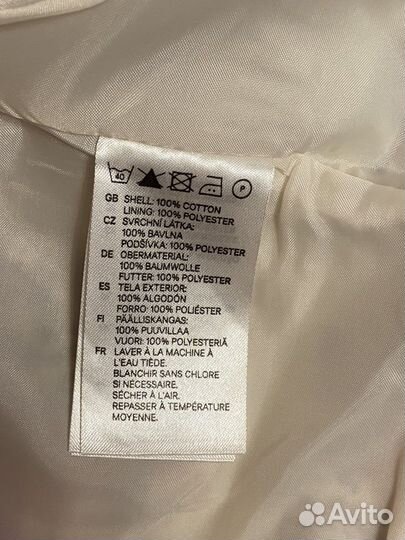 40 P
GB SHELL: 100% COTTON
LINING: 100% POLYESTER
CZ SVRCHNÍ LÁTKA:
100% BAVLNA
PODŠÍVKA: 100% POLYESTER
DE OBERMATERIAL:
100% BAUMWOLLE
FUTTER: 100% POLYESTER
ES TELA EXTERIOR:
100% ALGODÓN
FORRO: 100% POLIÉSTER
FI PÄÄLLISKANGAS:
100% PUUVILLAA
VUORI: 100% POLYESTERIÄ
FR LAVER À LA MACHINE À
L'EAU TIÈDE.
BLANCHIR SANS CHLORE
SI NÉCESSAIRE.
SÉCHER À L'AIR.
REPASSER À TEMPÉRATURE
MOYENNE.
Avito